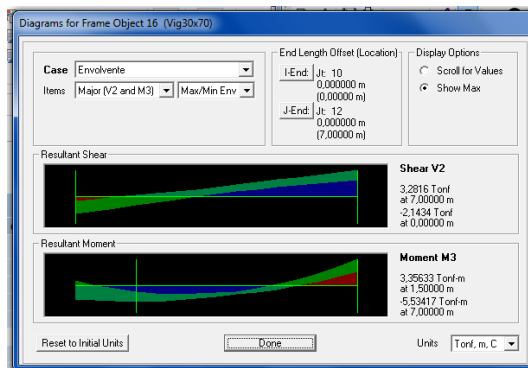 Diagrams for Frame Object 16 (Vig30x70)
Case Envolvente
Items Major (V2 and M3) Max/Min Env
End Length Offset (Location)
I-End: Jt: 10
0,000000 m
(0,00000 m)
J-End: Jt: 12
0,000000 m
(7,00000 m)
Display Options
Scroll for Values
Show Max
Resultant Shear
Shear V2
3,2816 Tonf
at 7,00000 m
-2,1434 Tonf
at 0,00000 m
Resultant Moment
Moment M3
3,35633 Tonf-m
at 1,50000 m
-5,53417 Tonf-m
at 7,00000 m
Reset to Initial Units
Done
Units Tonf, m, C